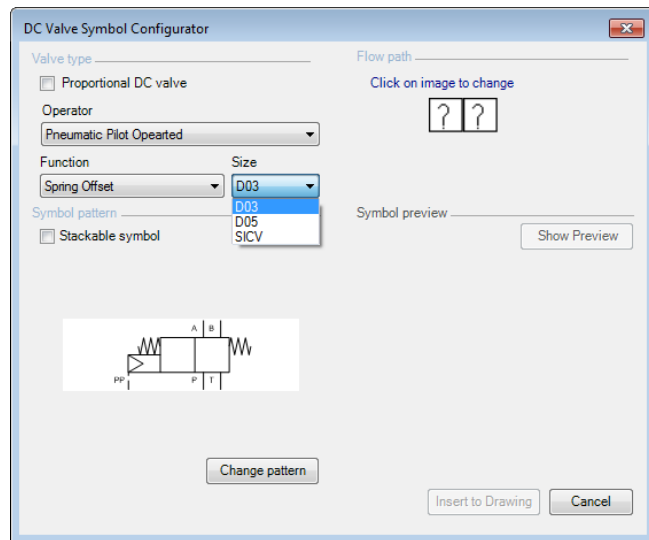 DC Valve Symbol Configurator
Valve type
Proportional DC valve
Operator
Pneumatic Pilot Opearted
Function
Size
Spring Offset
D03
D03
D05
SICV
Symbol pattern
Stackable symbol
A B
PP
P T
Change pattern
Flow path
Click on image to change
? ?
Symbol preview
Show Preview
Insert to Drawing
Cancel